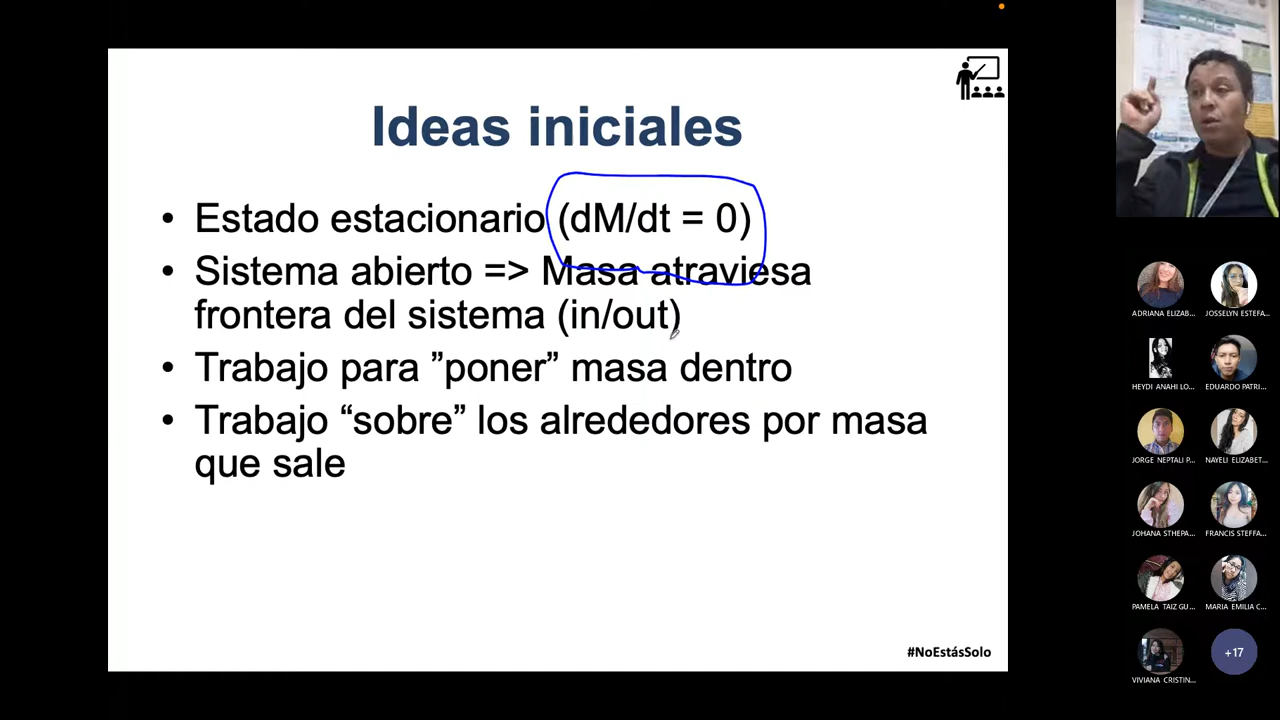 Ideas iniciales
• Estado estacionario (dM/dt = 0)
• Sistema abierto => Masa atraviesa
frontera del sistema (in/out)
• Trabajo para ”poner” masa dentro
• Trabajo “sobre” los alrededores por masa
que sale
#NoEstásSolo
ADRIANA ELIZAB...
JOSSELYN ESTEFA...
HEYDI ANAHI LO...
EDUARDO PATRI...
JORGE NEPTALI P...
NAYELI ELIZABET...
JOHANA STHEPA...
FRANCIS STEFFA...
PAMELA TAIZ GU...
MARIA EMILIA C...
VIVIANA CRISTIN...
+17